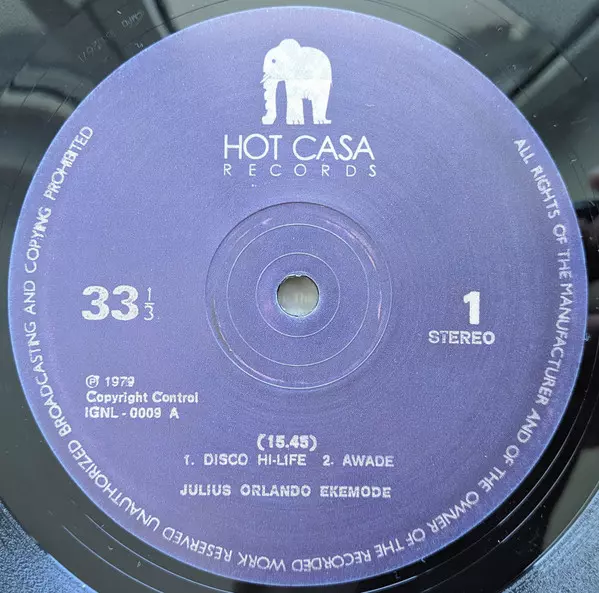 HOT CASA
RECORDS
33 1/3
1
STEREO
℗ 1979
Copyright Control
IGNL - 0009 A
(15.45)
1. DISCO HI-LIFE 2. AWADE
JULIUS ORLANDO EKEMODE
ALL RIGHTS OF THE MANUFACTURER AND OF THE OWNER OF THE RECORDED WORK RESERVED UNAUTHORIZED BROADCASTING AND COPYING PROHIBITED